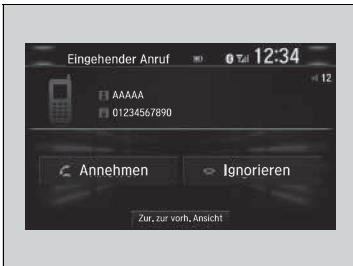 Eingehender Anruf 12:34
12
AAAAA
01234567890
Annehmen Ignorieren
Zur. zur vorh. Ansicht